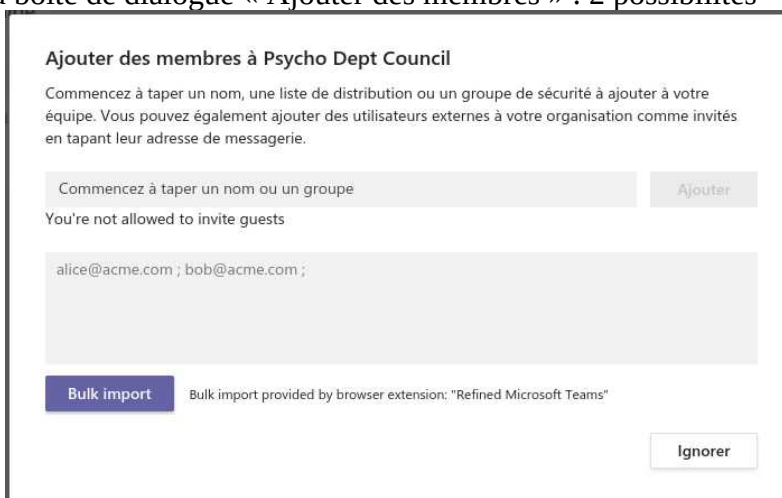 boîte de dialogue « Ajouter des membres » : 2 possibilités
Ajouter des membres à Psycho Dept Council
Commencez à taper un nom, une liste de distribution ou un groupe de sécurité à ajouter à votre
équipe. Vous pouvez également ajouter des utilisateurs externes à votre organisation comme invités
en tapant leur adresse de messagerie.
Commencez à taper un nom ou un groupe
Ajouter
You're not allowed to invite guests
alice@acme.com ; bob@acme.com ;
Bulk import
Bulk import provided by browser extension: "Refined Microsoft Teams"
Ignorer